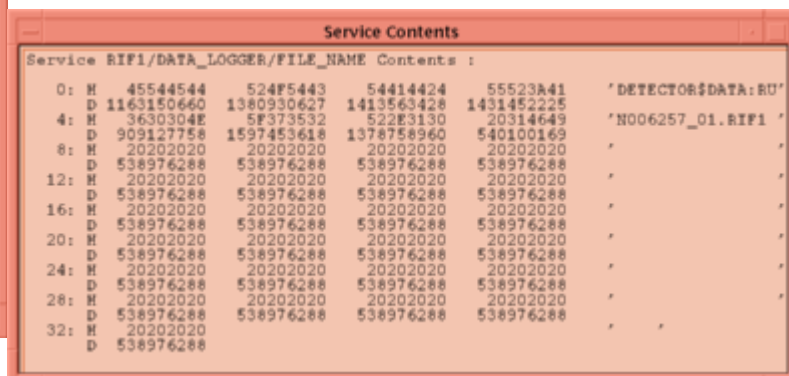 Service Contents
Service RIF1/DATA_LOGGER/FILE_NAME Contents :
0: H 45544544 524F5443 54414424 55523A41 'DETECTOR$DATA:RU'
D 1163150660 1380930627 1413563428 1431452225
4: H 3630304E 5F373532 522E3130 20314649 'N006257_01.RIF1 '
D 909127758 1597453618 1378758960 540100169
8: H 20202020 20202020 20202020 20202020 ' '
D 538976288 538976288 538976288 538976288
12: H 20202020 20202020 20202020 20202020 ' '
D 538976288 538976288 538976288 538976288
16: H 20202020 20202020 20202020 20202020 ' '
D 538976288 538976288 538976288 538976288
20: H 20202020 20202020 20202020 20202020 ' '
D 538976288 538976288 538976288 538976288
24: H 20202020 20202020 20202020 20202020 ' '
D 538976288 538976288 538976288 538976288
28: H 20202020 20202020 20202020 20202020 ' '
D 538976288 538976288 538976288 538976288
32: H 20202020 ' '
D 538976288